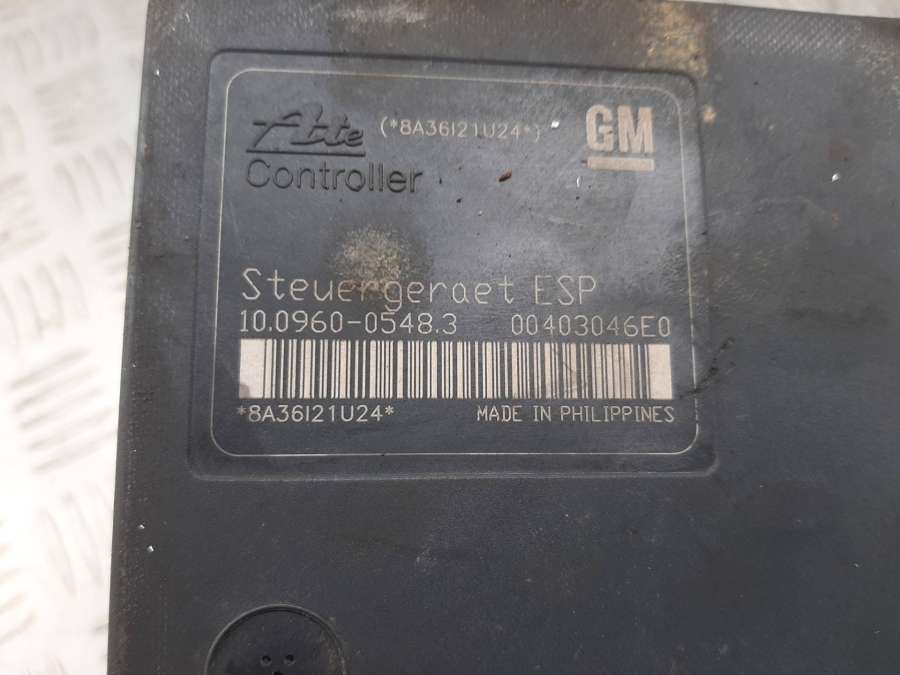 Ate (*8A36I21U24*) GM
Controller
Steuergeraet ESP
10.0960-0548.3 00403046E0
*8A36I21U24* MADE IN PHILIPPINES